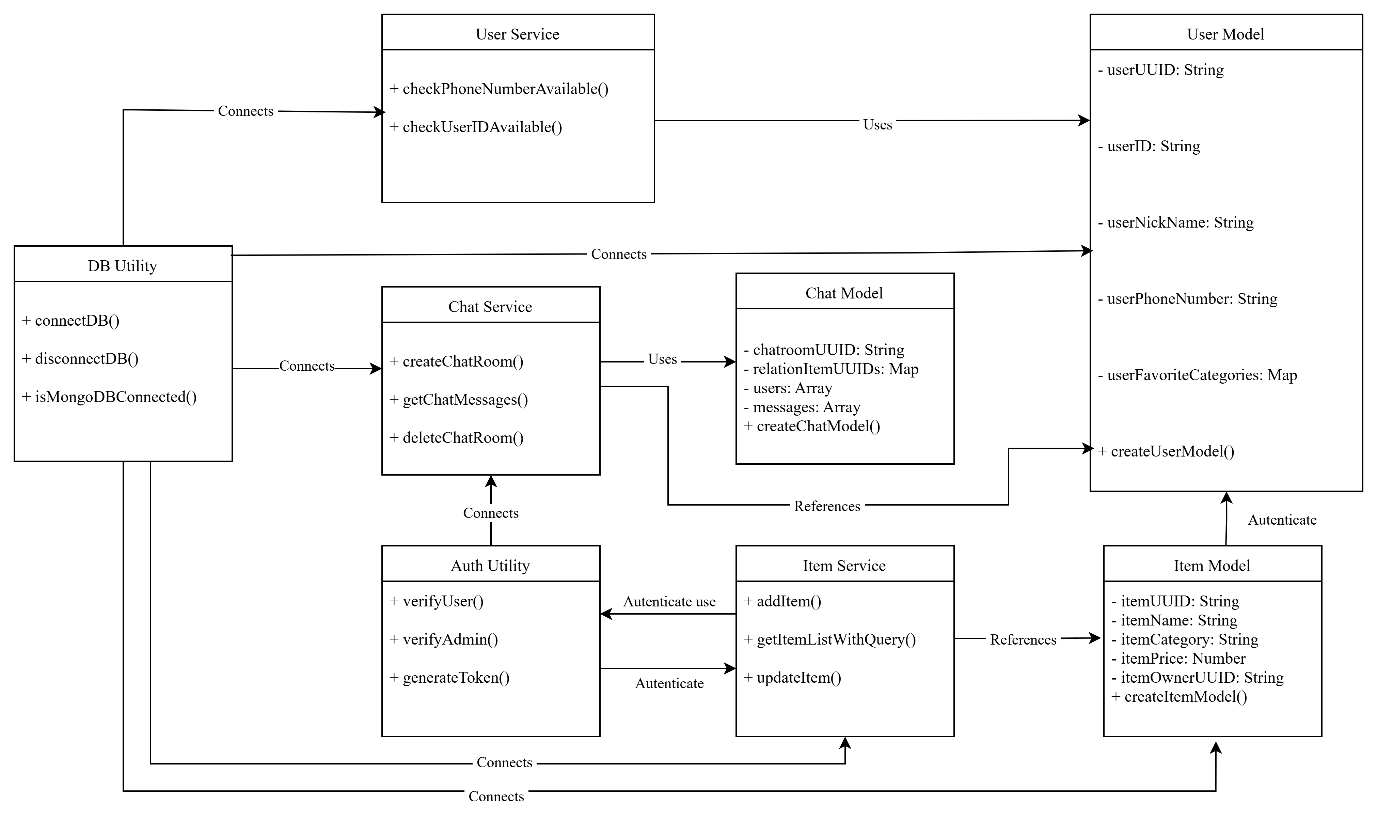 User Service
+ checkPhoneNumberAvailable()
+ checkUserIDAvailable()
User Model
- userUUID: String
- userID: String
- userNickName: String
- userPhoneNumber: String
- userFavoriteCategories: Map
+ createUserModel()
Connects
Uses
Connects
DB Utility
+ connectDB()
+ disconnectDB()
+ isMongoDBConnected()
Connects
Chat Service
+ createChatRoom()
+ getChatMessages()
+ deleteChatRoom()
Uses
Chat Model
- chatroomUUID: String
- relationItemUUIDs: Map
- users: Array
- messages: Array
+ createChatModel()
References
Connects
Autenticate
Auth Utility
+ verifyUser()
+ verifyAdmin()
+ generateToken()
Autenticate use
Autenticate
Item Service
+ addItem()
+ getItemListWithQuery()
+ updateItem()
References
Item Model
- itemUUID: String
- itemName: String
- itemCategory: String
- itemPrice: Number
- itemOwnerUUID: String
+ createItemModel()
Connects
Connects